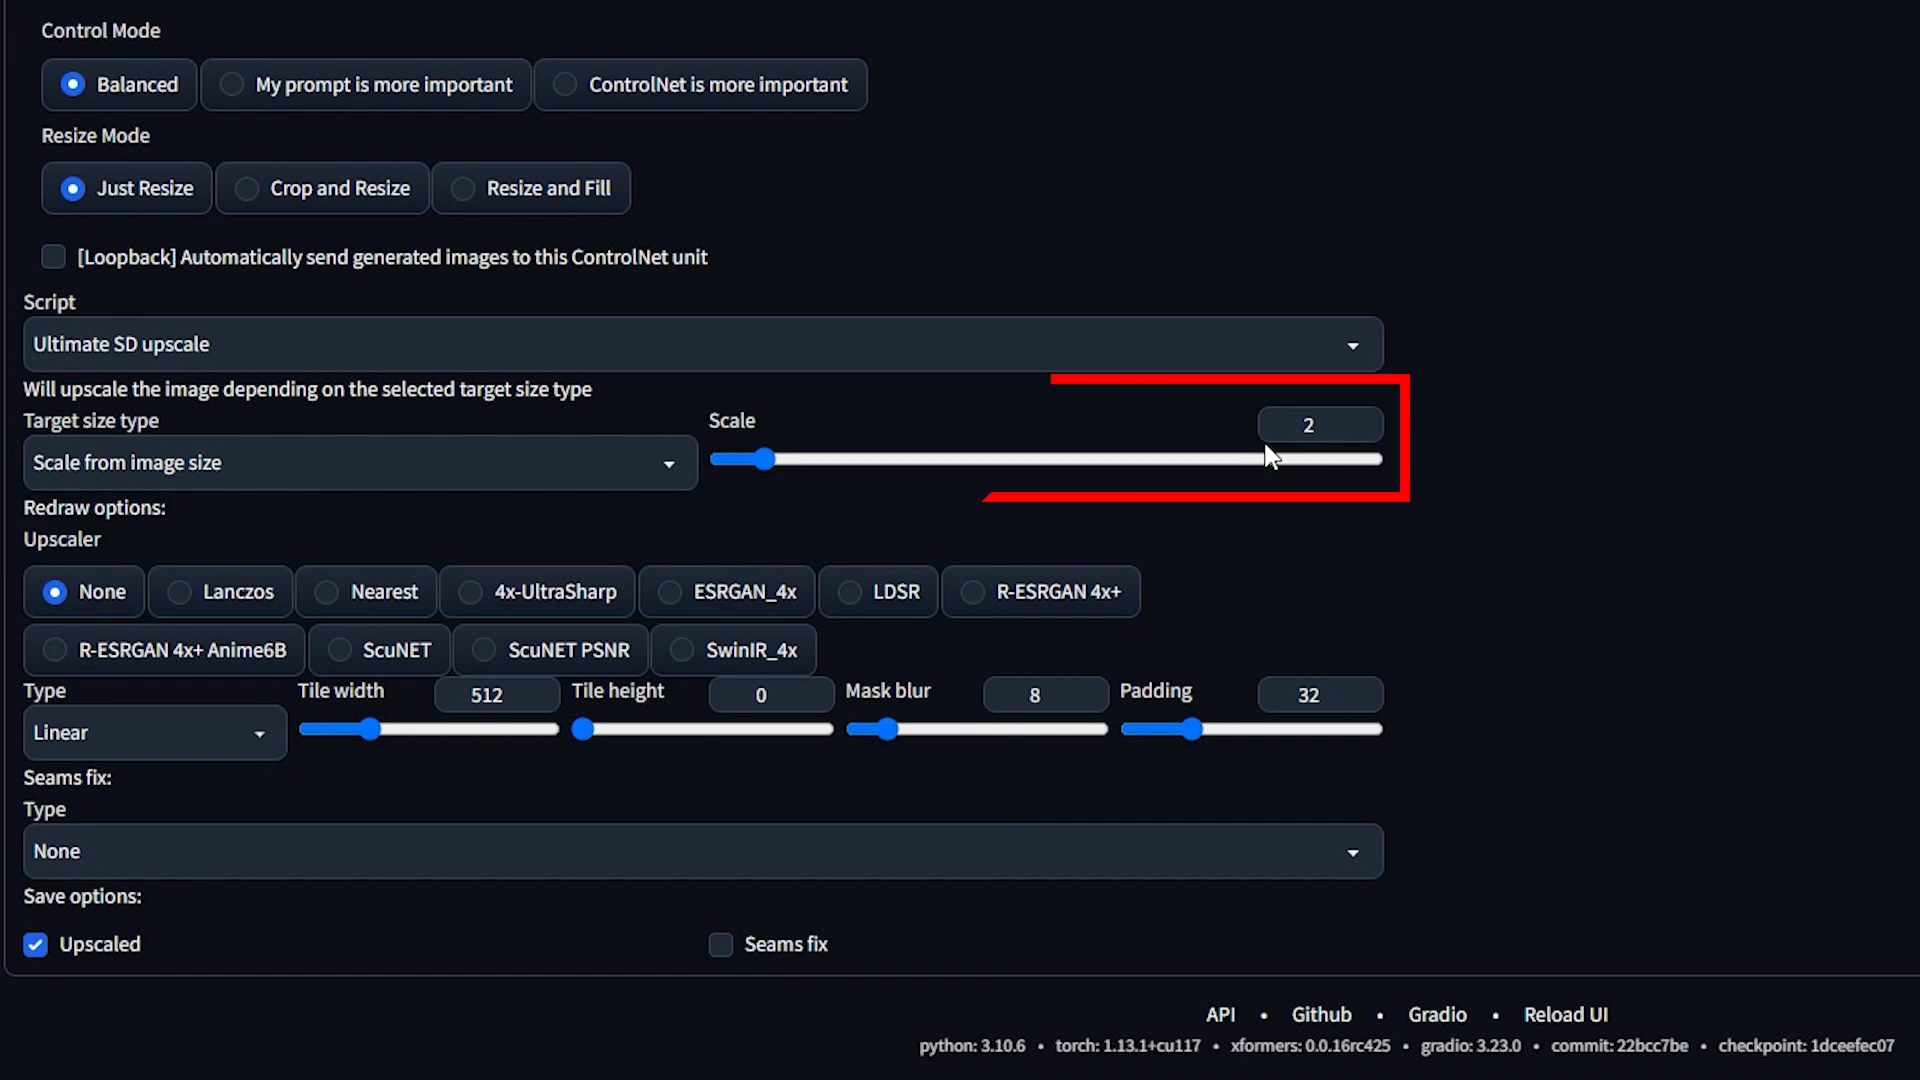 Control Mode
Balanced My prompt is more important ControlNet is more important
Resize Mode
Just Resize Crop and Resize Resize and Fill
[Loopback] Automatically send generated images to this ControlNet unit
Script
Ultimate SD upscale
Will upscale the image depending on the selected target size type
Target size type Scale 2
Scale from image size
Redraw options:
Upscaler
None Lanczos Nearest 4x-UltraSharp ESRGAN_4x LDSR R-ESRGAN 4x+
R-ESRGAN 4x+ Anime6B ScuNET ScuNET PSNR SwinIR_4x
Type Tile width 512 Tile height 0 Mask blur 8 Padding 32
Linear
Seams fix:
Type
None
Save options:
Upscaled Seams fix
API • Github • Gradio • Reload UI
python: 3.10.6 • torch: 1.13.1+cu117 • xformers: 0.0.16rc425 • gradio: 3.23.0 • commit: 22bcc7be • checkpoint: 1dceefec07